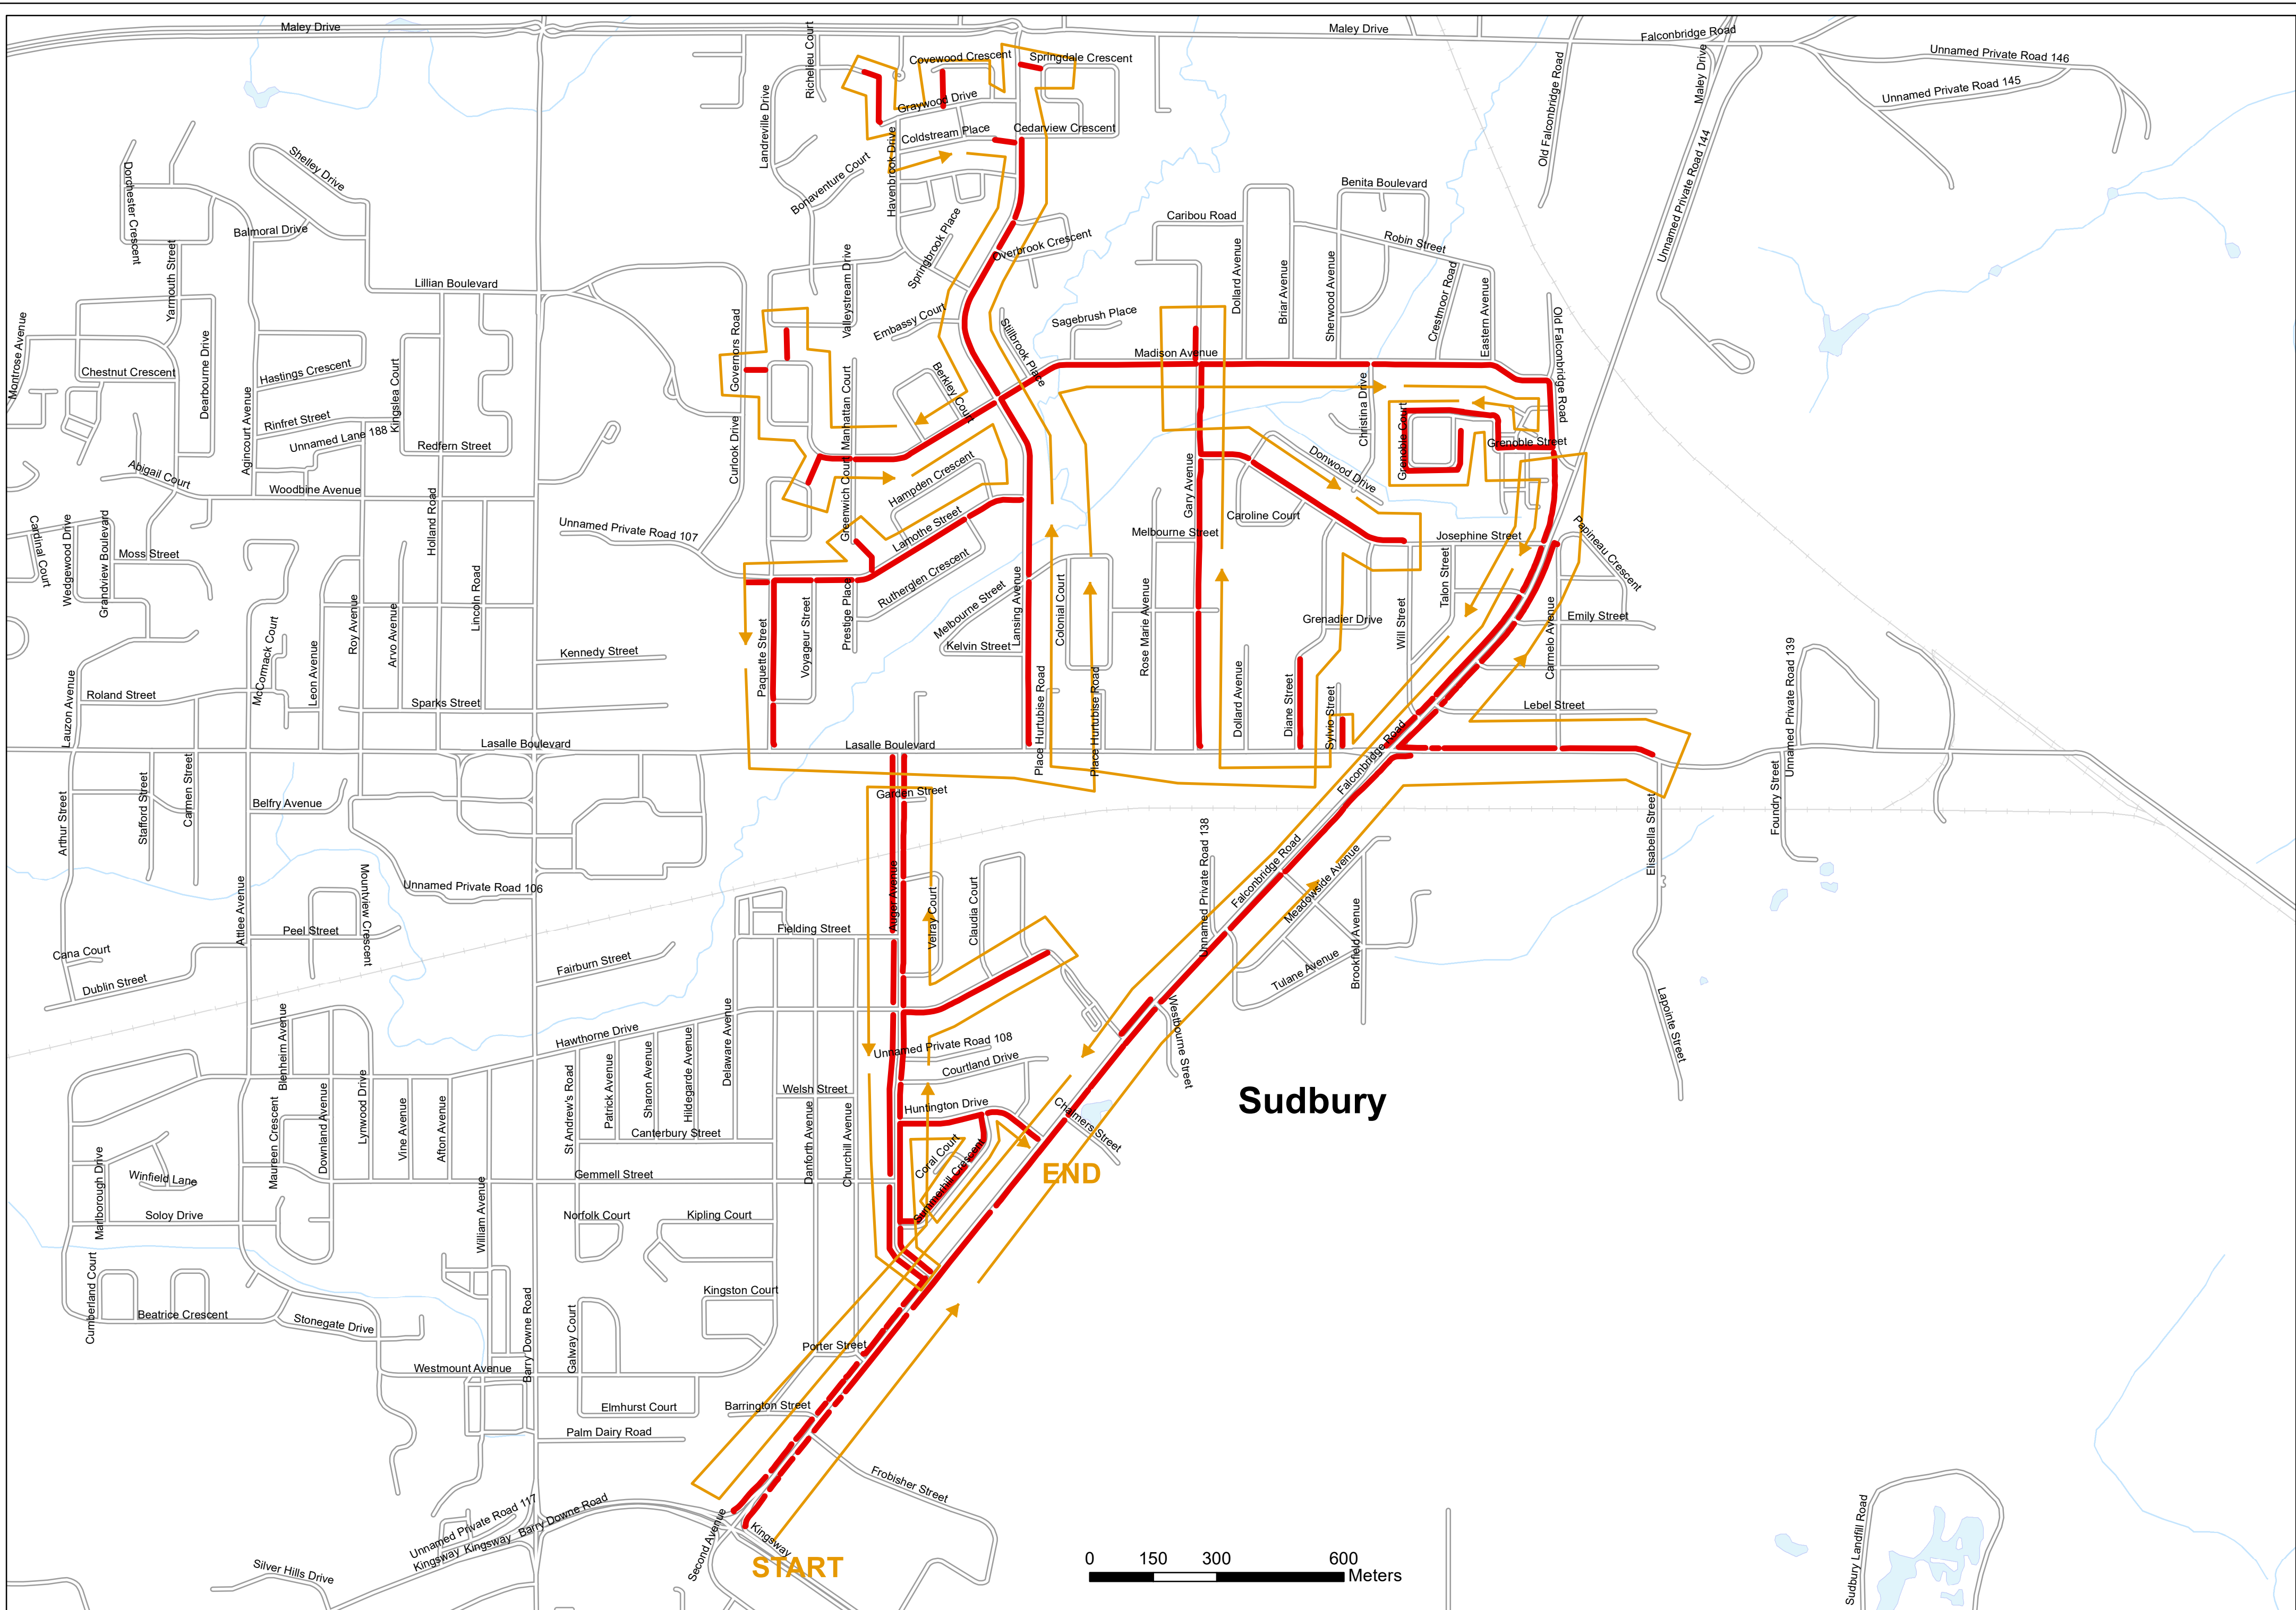 Maley Drive
Maley Drive
Falconbridge Road
Unnamed Private Road 146
Unnamed Private Road 145
Maley Drive
Old Falconbridge Road
Unnamed Private Road 144
Richelieu Court
Covewood Crescent
Springdale Crescent
Landreville Drive
Graywood Drive
Coldstream Place
Cedarview Crescent
Havenbrook Drive
Bonaventure Court
Shelley Drive
Dorchester Crescent
Balmoral Drive
Yarmouth Street
Springbrook Place
Overbrook Crescent
Valleystream Drive
Benita Boulevard
Caribou Road
Robin Street
Dollard Avenue
Briar Avenue
Sherwood Avenue
Crestmoor Road
Eastern Avenue
Old Falconbridge Road
Lillian Boulevard
Embassy Court
Stillbrook Place
Sagebrush Place
Madison Avenue
Montrose Avenue
Dearbourne Drive
Chestnut Crescent
Hastings Crescent
Kingslea Court
Governors Road
Berkley Court
Manhattan Court
Christina Drive
Grenoble Court
Grenoble Street
Agincourt Avenue
Rinfret Street
Unnamed Lane 188
Redfern Street
Curlook Drive
Greenwich Court
Hampden Crescent
Donwood Drive
Abigail Court
Woodbine Avenue
Holland Road
Gary Avenue
Caroline Court
Cardinal Court
Wedgewood Drive
Grandview Boulevard
Moss Street
Unnamed Private Road 107
Lamothe Street
Melbourne Street
Josephine Street
Papineau Crescent
Rutherglen Crescent
Talon Street
Lincoln Road
Roy Avenue
Arvo Avenue
Prestige Place
Melbourne Street
Lansing Avenue
Colonial Court
Rose Marie Avenue
Grenadier Drive
Will Street
Carmelo Avenue
Emily Street
McCormack Court
Leon Avenue
Kennedy Street
Paquette Street
Voyageur Street
Kelvin Street
Place Hurtubise Road
Place Hurtubise Road
Dollard Avenue
Diane Street
Sylvio Street
Lebel Street
Unnamed Private Road 139
Lauzon Avenue
Roland Street
Sparks Street
Lasalle Boulevard
Lasalle Boulevard
Falconbridge Road
Arthur Street
Stafford Street
Carmen Street
Belfry Avenue
Garden Street
Elisabella Street
Foundry Street
Unnamed Private Road 138
Falconbridge Road
Meadowside Avenue
Mountview Crescent
Unnamed Private Road 106
Auger Avenue
Velray Court
Claudia Court
Attlee Avenue
Peel Street
Fielding Street
Brookfield Avenue
Tulane Avenue
Cana Court
Dublin Street
Fairburn Street
Westbourne Street
Lapointe Street
Delaware Avenue
Hawthorne Drive
Unnamed Private Road 108
Courtland Drive
Blenheim Avenue
Downland Avenue
Lynwood Drive
Vine Avenue
Afton Avenue
St Andrew's Road
Patrick Avenue
Sharon Avenue
Hildegarde Avenue
Welsh Street
Danforth Avenue
Churchill Avenue
Huntington Drive
Chalmers Street
Sudbury
Maureen Crescent
Canterbury Street
Coral Court
Summerhill Crescent
END
Marlborough Drive
Winfield Lane
Gemmell Street
Soloy Drive
William Avenue
Norfolk Court
Kipling Court
Cumberland Court
Beatrice Crescent
Stonegate Drive
Barry Downe Road
Galway Court
Kingston Court
Porter Street
Westmount Avenue
Elmhurst Court
Barrington Street
Palm Dairy Road
Frobisher Street
Unnamed Private Road 117
Kingsway
Kingsway
Barry Downe Road
Second Avenue
Kingsway
START
Silver Hills Drive
Sudbury Landfill Road
0 150 300 600
Meters